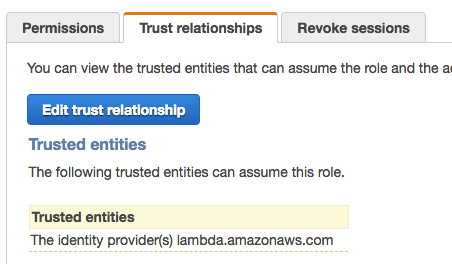 Permissions Trust relationships Revoke sessions
You can view the trusted entities that can assume the role and the
Edit trust relationship
Trusted entities
The following trusted entities can assume this role.
Trusted entities
The identity provider(s) lambda.amazonaws.com